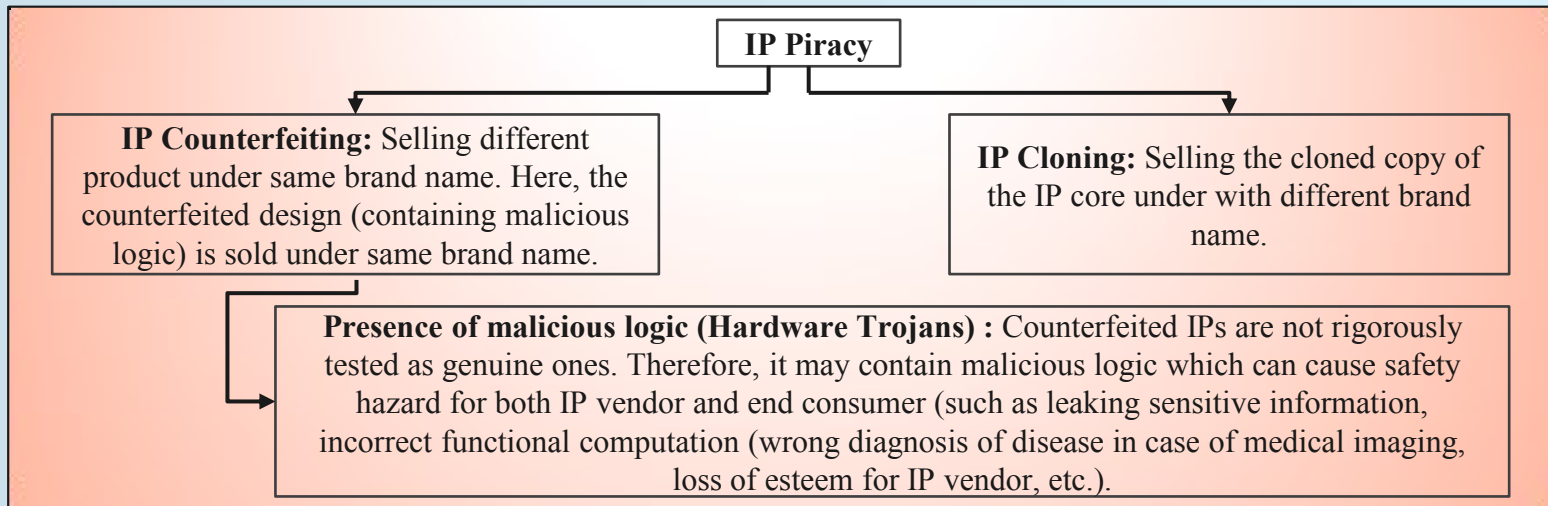 IP Piracy
IP Counterfeiting: Selling different
product under same brand name. Here, the
counterfeited design (containing malicious
logic) is sold under same brand name.
IP Cloning: Selling the cloned copy of
the IP core under with different brand
name.
Presence of malicious logic (Hardware Trojans) : Counterfeited IPs are not rigorously
tested as genuine ones. Therefore, it may contain malicious logic which can cause safety
hazard for both IP vendor and end consumer (such as leaking sensitive information,
incorrect functional computation (wrong diagnosis of disease in case of medical imaging,
loss of esteem for IP vendor, etc.).